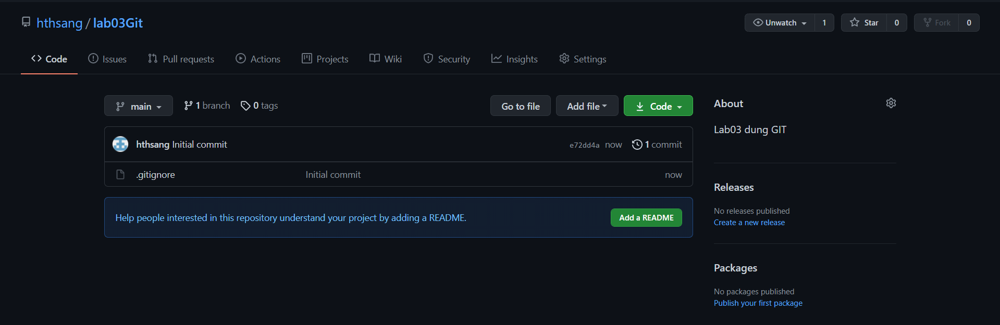 hthsang / lab03Git
Unwatch 1 Star 0 Fork 0
Code Issues Pull requests Actions Projects Wiki Security Insights Settings
main 1 branch 0 tags Go to file Add file Code
hthsang Initial commit e72dd4a now 1 commit
.gitignore Initial commit now
Help people interested in this repository understand your project by adding a README. Add a README
About
Lab03 dung GIT
Releases
No releases published
Create a new release
Packages
No packages published
Publish your first package